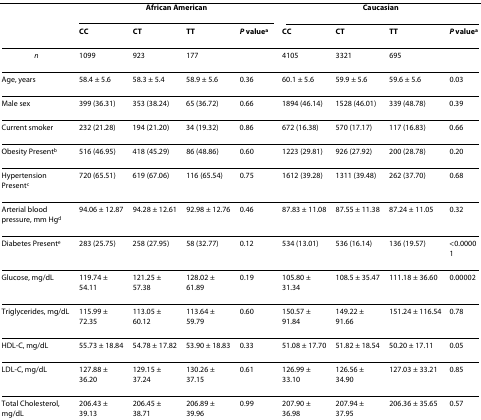 African American Caucasian
CC CT TT P valueᵃ CC CT TT P valueᵃ
n 1099 923 177 4105 3321 695
Age, years 58.4 ± 5.6 58.3 ± 5.4 58.9 ± 5.6 0.36 60.1 ± 5.6 59.9 ± 5.6 59.6 ± 5.6 0.03
Male sex 399 (36.31) 353 (38.24) 65 (36.72) 0.66 1894 (46.14) 1528 (46.01) 339 (48.78) 0.39
Current smoker 232 (21.28) 194 (21.20) 34 (19.32) 0.86 672 (16.38) 570 (17.17) 117 (16.83) 0.66
Obesity Presentᵇ 516 (46.95) 418 (45.29) 86 (48.86) 0.60 1223 (29.81) 926 (27.92) 200 (28.78) 0.20
Hypertension 720 (65.51) 619 (67.06) 116 (65.54) 0.75 1612 (39.28) 1311 (39.48) 262 (37.70) 0.68
Presentᶜ
Arterial blood 94.06 ± 12.87 94.28 ± 12.61 92.98 ± 12.76 0.46 87.83 ± 11.08 87.55 ± 11.38 87.24 ± 11.05 0.32
pressure, mm Hgᵈ
Diabetes Presentᵉ 283 (25.75) 258 (27.95) 58 (32.77) 0.12 534 (13.01) 536 (16.14) 136 (19.57) <0.0000
1
Glucose, mg/dL 119.74 ± 121.25 ± 128.02 ± 0.19 105.80 ± 108.5 ± 35.47 111.18 ± 36.60 0.00002
54.11 57.38 61.89 31.34
Triglycerides, mg/dL 115.99 ± 113.05 ± 113.64 ± 0.60 150.57 ± 149.22 ± 151.24 ± 116.54 0.78
72.35 60.12 59.79 91.84 91.66
HDL-C, mg/dL 55.73 ± 18.84 54.78 ± 17.82 53.90 ± 18.83 0.33 51.08 ± 17.70 51.82 ± 18.54 50.20 ± 17.11 0.05
LDL-C, mg/dL 127.88 ± 129.15 ± 130.26 ± 0.61 126.99 ± 126.56 ± 127.03 ± 33.21 0.85
36.20 37.24 37.15 33.10 34.90
Total Cholesterol, 206.43 ± 206.45 ± 206.89 ± 0.99 207.90 ± 207.94 ± 206.36 ± 35.65 0.57
mg/dL 39.13 38.71 39.96 36.98 37.95